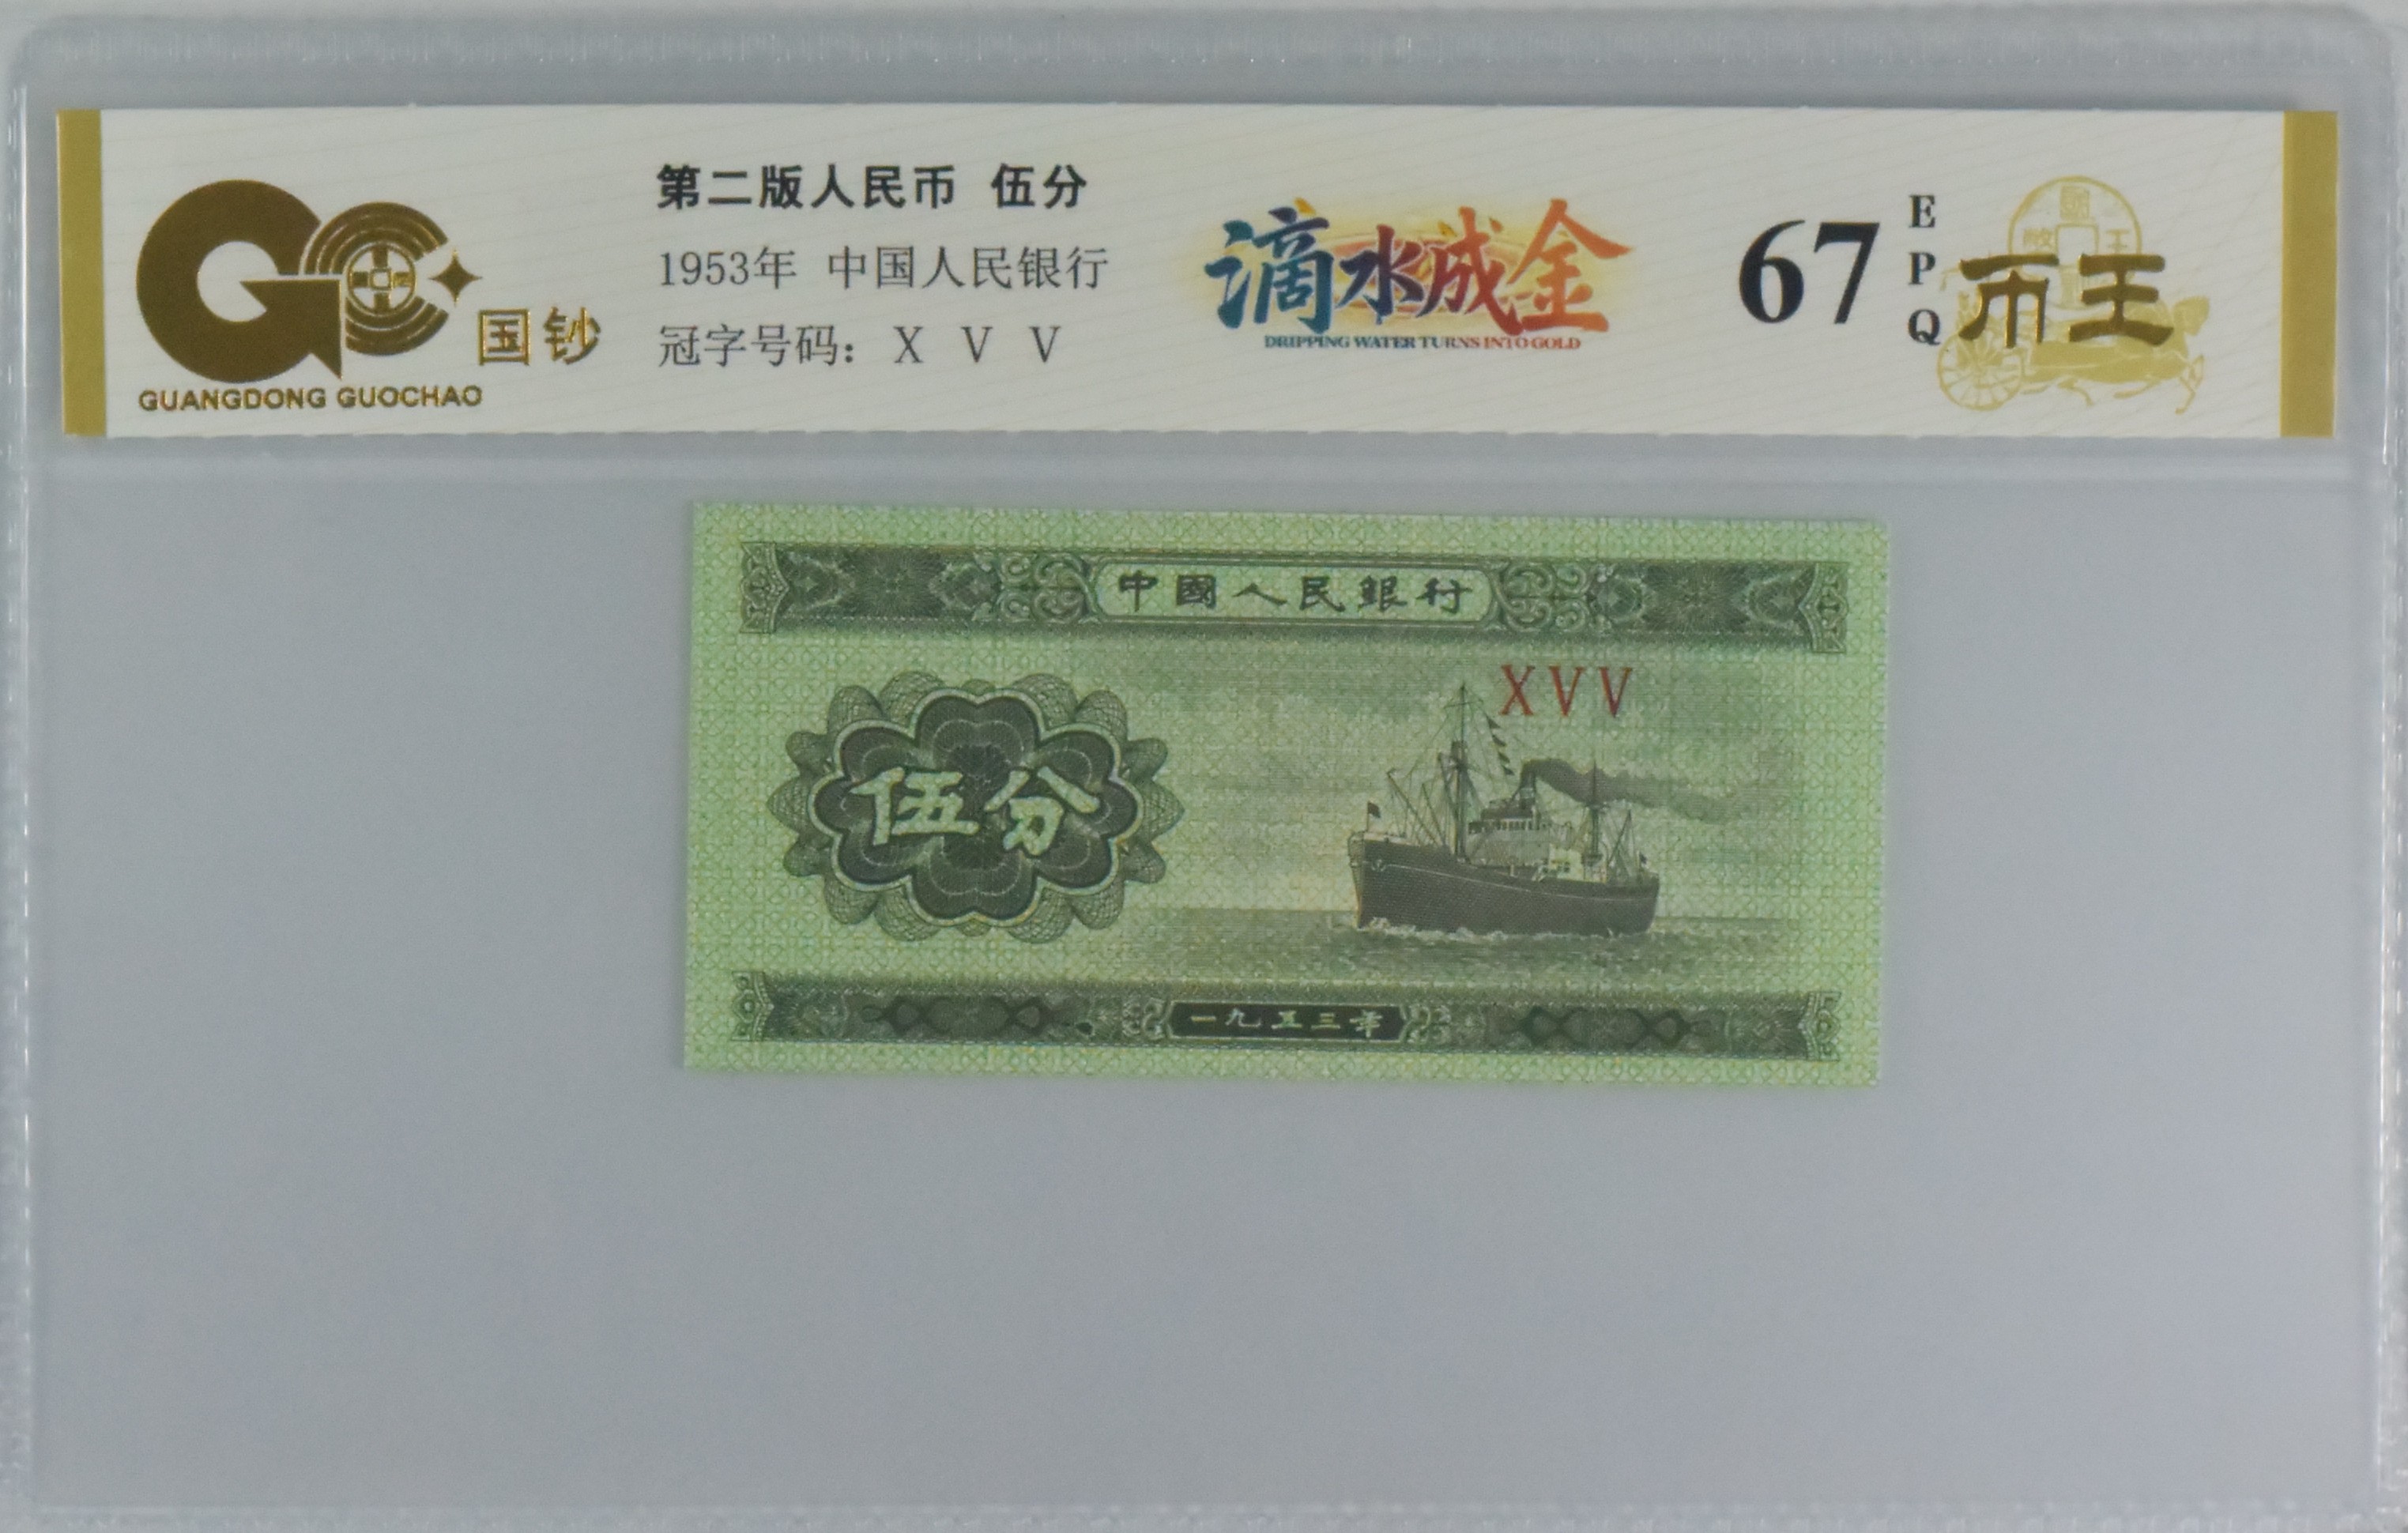 国钞
GUANGDONG GUOCHAO
第二版人民币 伍分
1953年 中国人民银行
冠字号码：X V V
滴水成金
DRIPPING WATER TURNS INTO GOLD
67
E
P
Q
币王
中國人民銀行
XVV
伍分
一九五三年